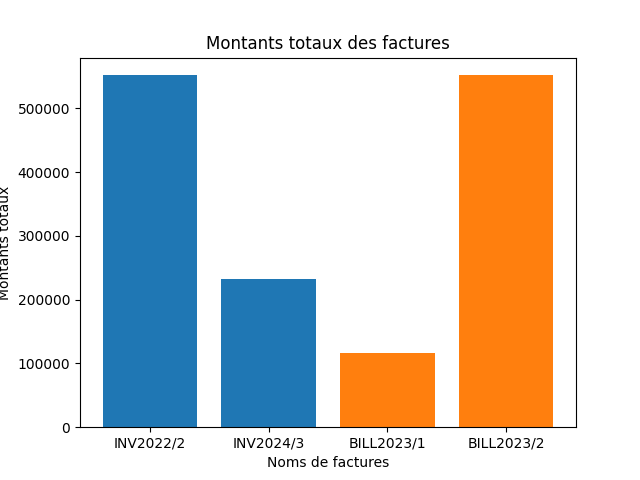 Montants totaux des factures
Montants totaux
500000
400000
300000
200000
100000
0
INV2022/2 INV2024/3 BILL2023/1 BILL2023/2
Noms de factures